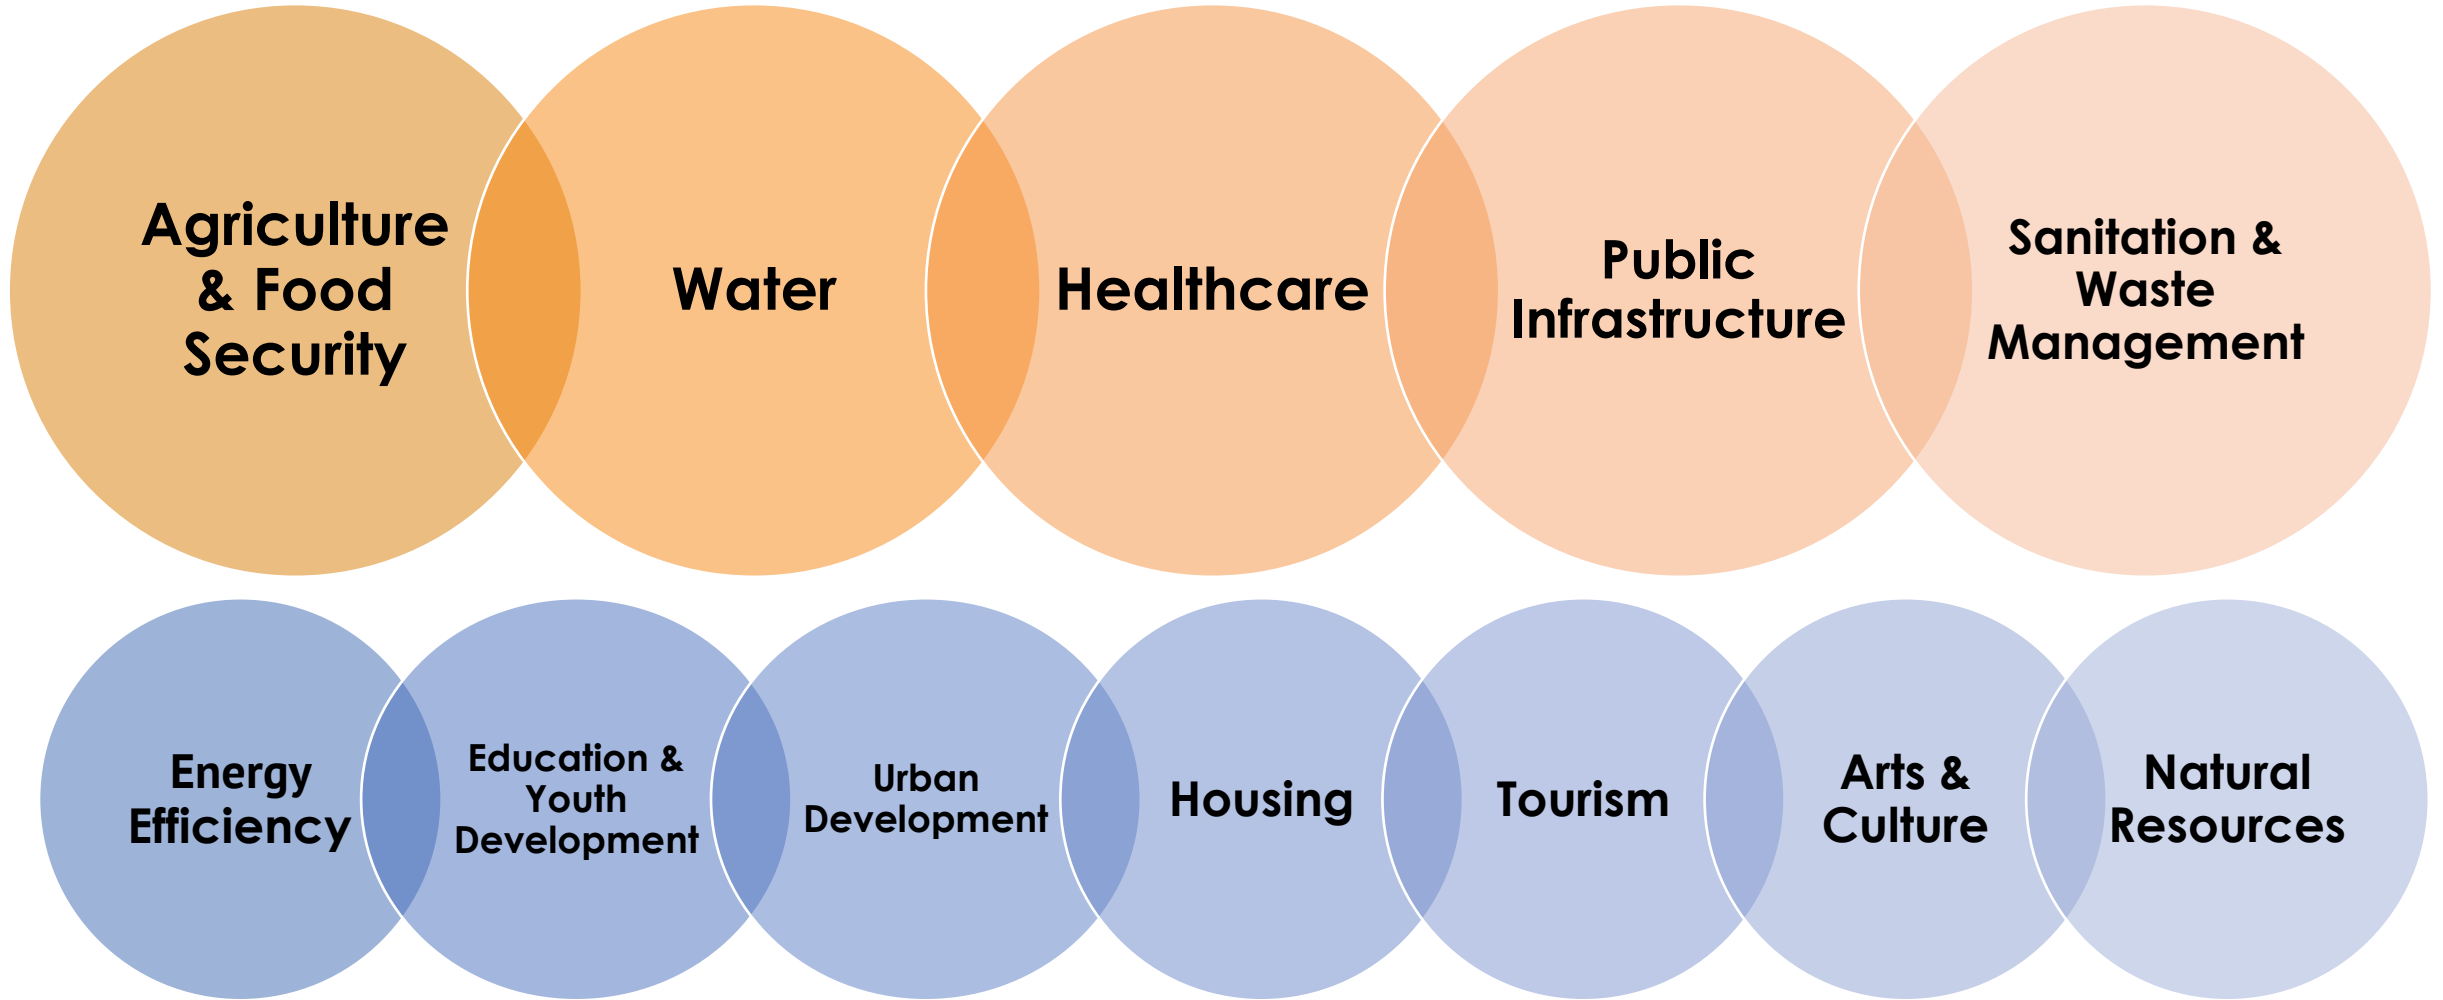 Agriculture
& Food
Security
Water
Healthcare
Public
Infrastructure
Sanitation &
Waste
Management
Energy
Efficiency
Education &
Youth
Development
Urban
Development
Housing
Tourism
Arts &
Culture
Natural
Resources